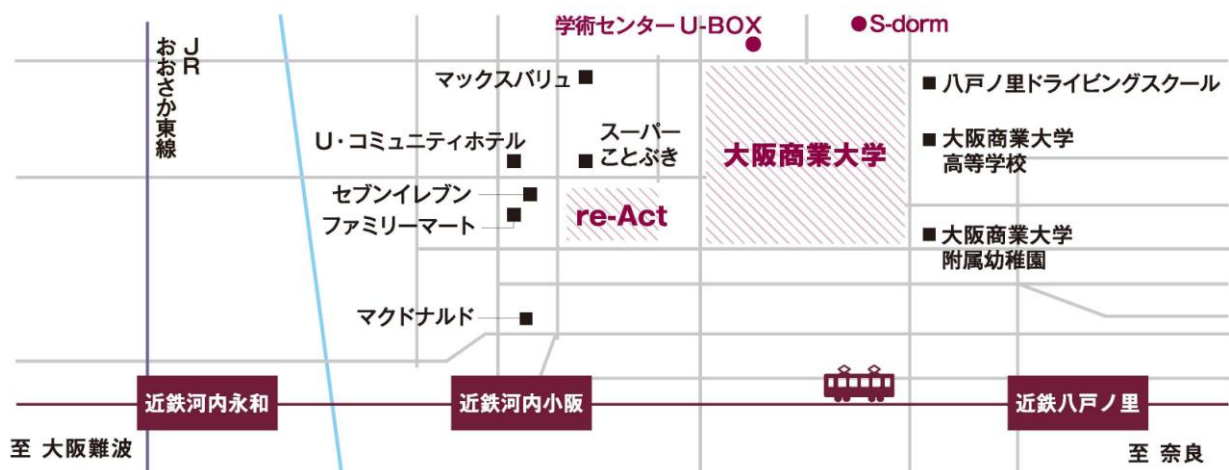 学術センター U-BOX
S-dorm
JR
おおさか東線
マックスバリュ
八戸ノ里ドライビングスクール
U・コミュニティホテル
スーパー
ことぶき
大阪商業大学
大阪商業大学
高等学校
セブンイレブン
ファミリーマート
re-Act
大阪商業大学
附属幼稚園
マクドナルド
近鉄河内永和
近鉄河内小阪
近鉄八戸ノ里
至 大阪難波
至 奈良